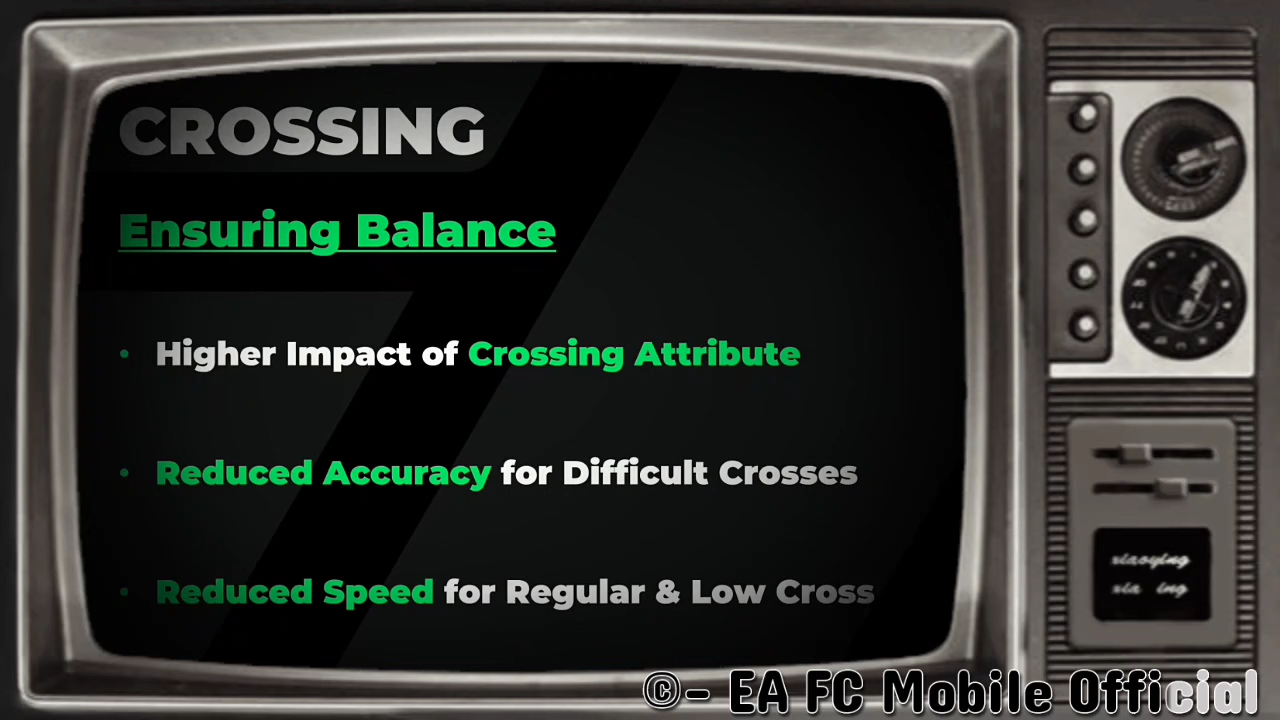 CROSSING
Ensuring Balance
• Higher Impact of Crossing Attribute
• Reduced Accuracy for Difficult Crosses
• Reduced Speed for Regular & Low Cross
xiaoying
©- EA FC Mobile Official